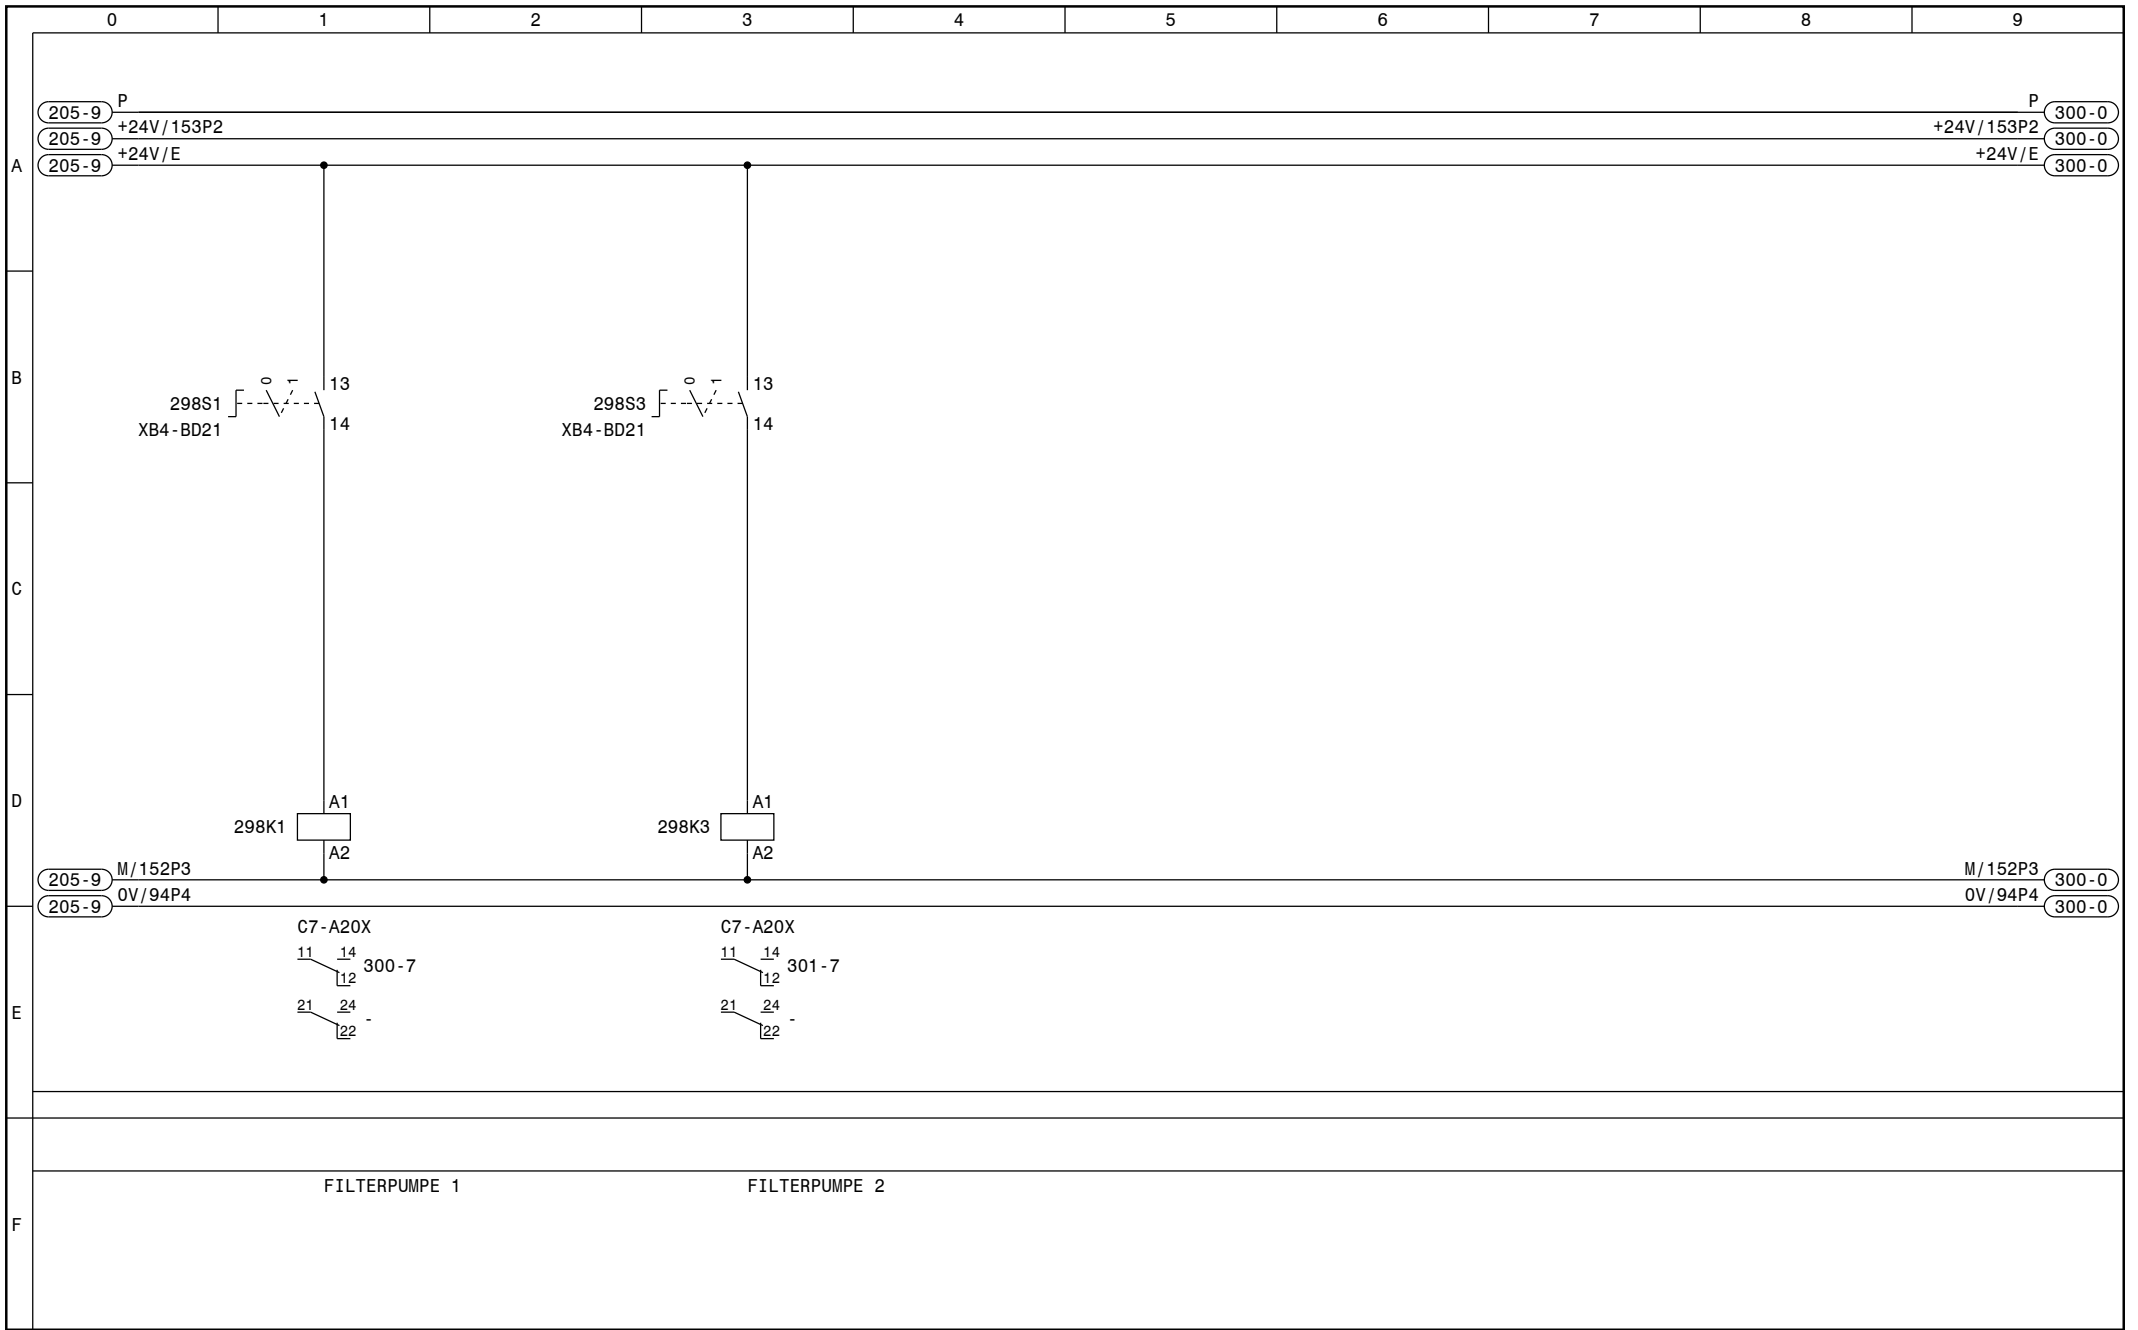 0 1 2 3 4 5 6 7 8 9
205-9 P P 300-0
205-9 +24V/153P2 +24V/153P2 300-0
A 205-9 +24V/E +24V/E 300-0
B
0 1 13 0 1 13
298S1 298S3
14 14
XB4-BD21 XB4-BD21
C
D A1 A1
298K1 298K3
A2 A2
205-9 M/152P3 M/152P3 300-0
205-9 0V/94P4 0V/94P4 300-0
C7-A20X C7-A20X
11 14 11 14
300-7 301-7
12 12
E 21 24 21 24
- -
22 22
FILTERPUMPE 1 FILTERPUMPE 2
F